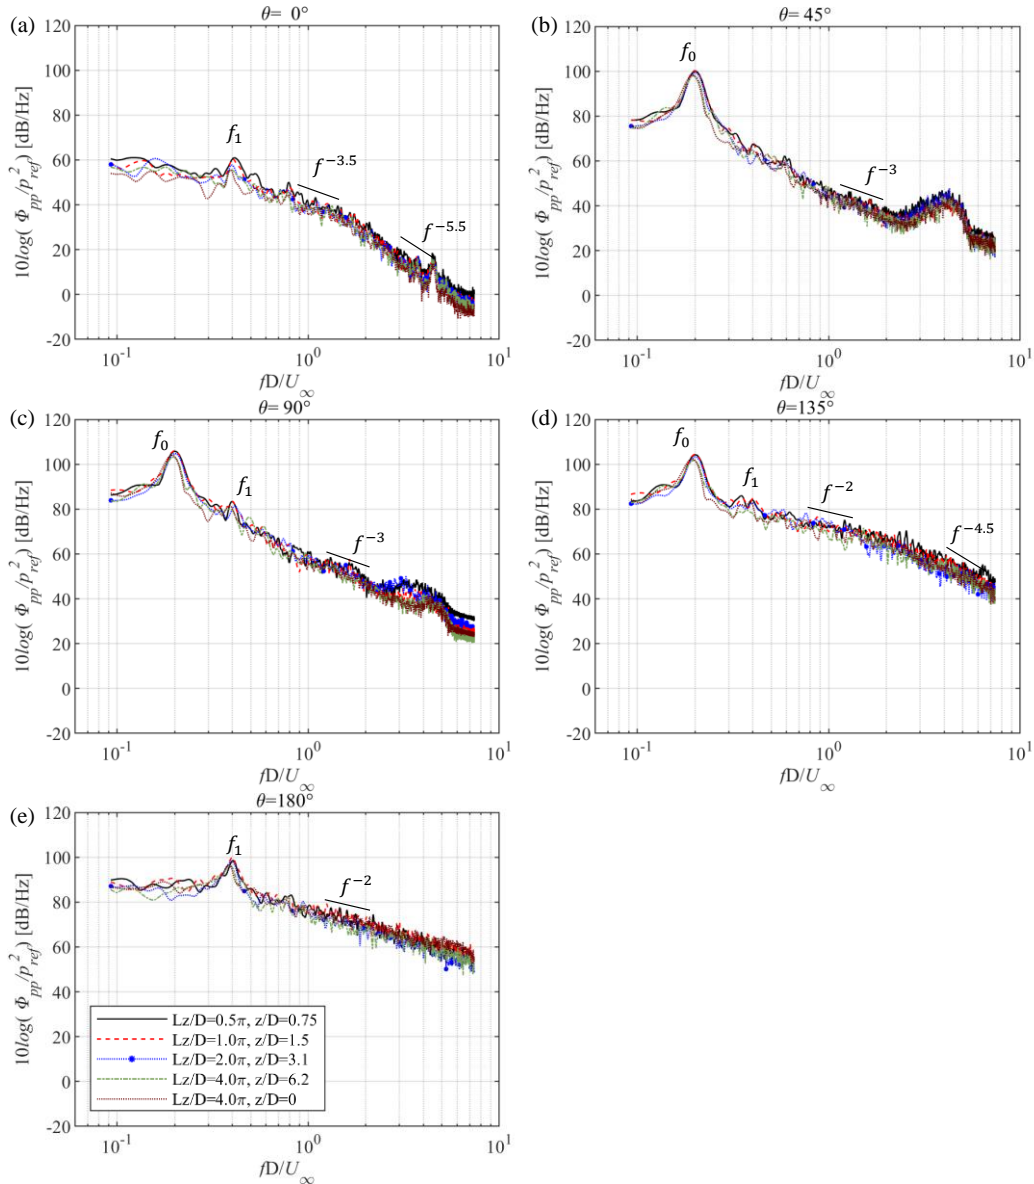 (a)
θ= 0°
120
100
80
60
40
20
0
-20
10log( Φpp/p²ref) [dB/Hz]
f₁
f⁻³·⁵
f⁻⁵·⁵
10⁻¹
10⁰
10¹
fD/U∞
(b)
θ= 45°
120
100
80
60
40
20
0
-20
10log( Φpp/p²ref) [dB/Hz]
f₀
f⁻³
10⁻¹
10⁰
10¹
fD/U∞
(c)
θ= 90°
120
100
80
60
40
20
0
-20
10log( Φpp/p²ref) [dB/Hz]
f₀
f₁
f⁻³
10⁻¹
10⁰
10¹
fD/U∞
(d)
θ=135°
120
100
80
60
40
20
0
-20
10log( Φpp/p²ref) [dB/Hz]
f₀
f₁
f⁻²
f⁻⁴·⁵
10⁻¹
10⁰
10¹
fD/U∞
(e)
θ=180°
120
100
80
60
40
20
0
-20
10log( Φpp/p²ref) [dB/Hz]
f₁
f⁻²
Lz/D=0.5π, z/D=0.75
Lz/D=1.0π, z/D=1.5
Lz/D=2.0π, z/D=3.1
Lz/D=4.0π, z/D=6.2
Lz/D=4.0π, z/D=0
10⁻¹
10⁰
10¹
fD/U∞